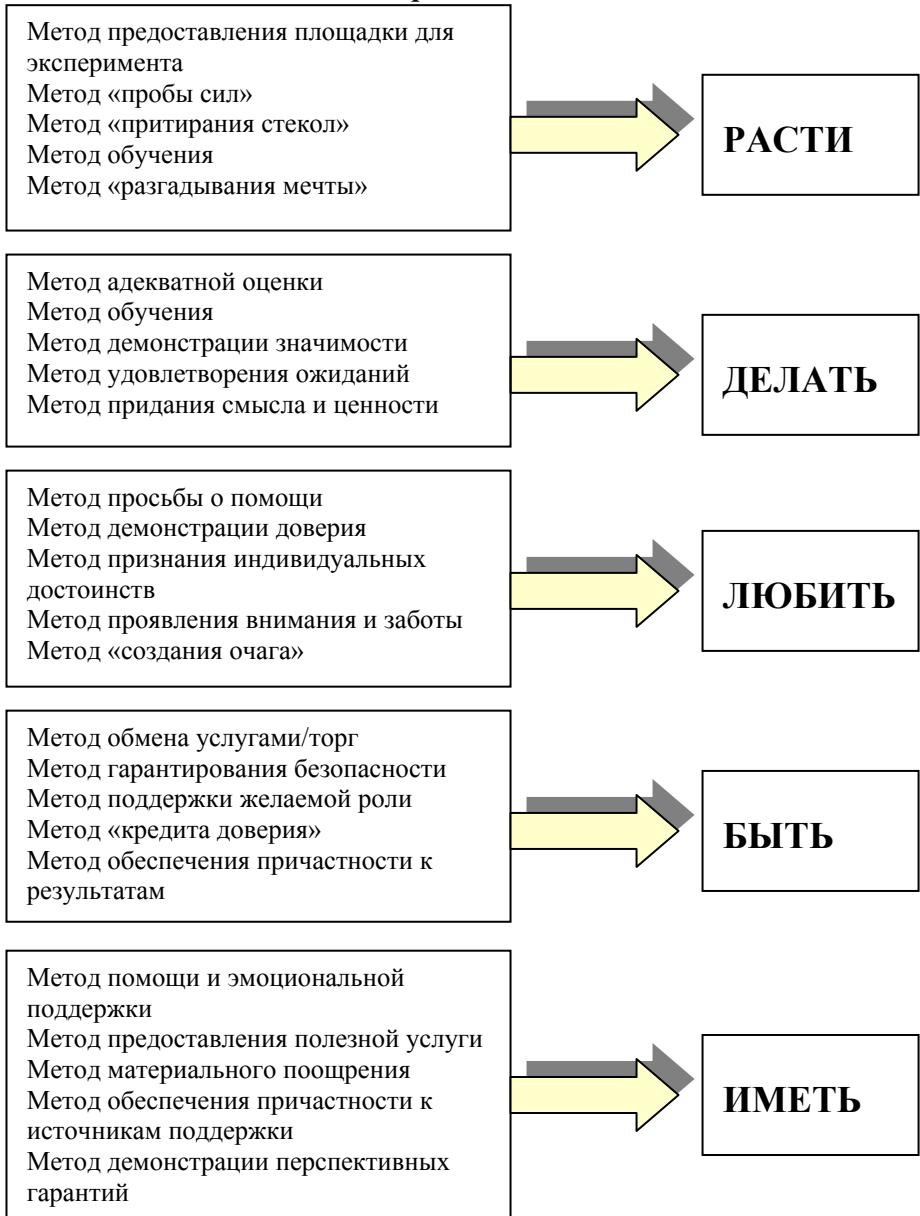 Метод предоставления площадки для
эксперимента
Метод «пробы сил»
Метод «притирания стекол»
Метод обучения
Метод «разгадывания мечты»
РАСТИ
Метод адекватной оценки
Метод обучения
Метод демонстрации значимости
Метод удовлетворения ожиданий
Метод придания смысла и ценности
ДЕЛАТЬ
Метод просьбы о помощи
Метод демонстрации доверия
Метод признания индивидуальных
достоинств
Метод проявления внимания и заботы
Метод «создания очага»
ЛЮБИТЬ
Метод обмена услугами/торг
Метод гарантирования безопасности
Метод поддержки желаемой роли
Метод «кредита доверия»
Метод обеспечения причастности к
результатам
БЫТЬ
Метод помощи и эмоциональной
поддержки
Метод предоставления полезной услуги
Метод материального поощрения
Метод обеспечения причастности к
источникам поддержки
Метод демонстрации перспективных
гарантий
ИМЕТЬ